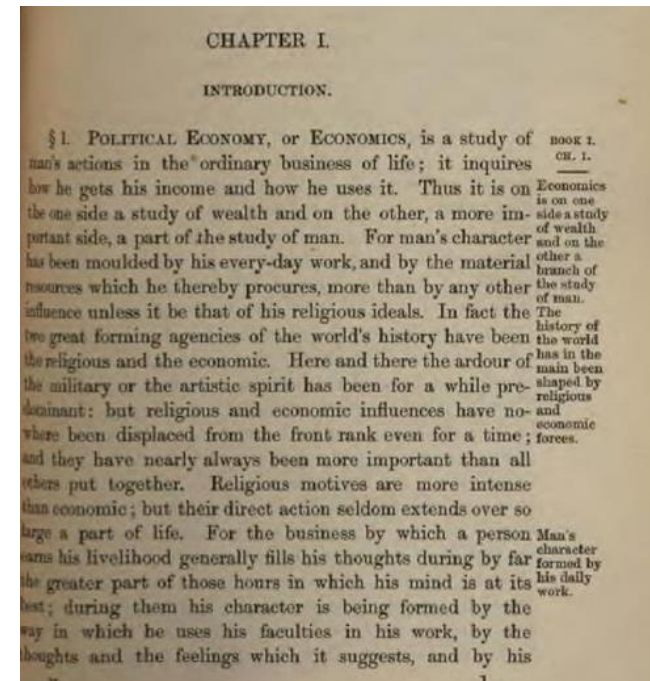 CHAPTER I.
INTRODUCTION.
§ 1. POLITICAL ECONOMY, or ECONOMICS, is a study of
man's actions in the ordinary business of life; it inquires
how he gets his income and how he uses it. Thus it is on
the one side a study of wealth and on the other, a more im-
portant side, a part of the study of man. For man's character
has been moulded by his every-day work, and by the material
resources which he thereby procures, more than by any other
influence unless it be that of his religious ideals. In fact the
two great forming agencies of the world's history have been
the religious and the economic. Here and there the ardour of
the military or the artistic spirit has been for a while pre-
dominant: but religious and economic influences have no-
where been displaced from the front rank even for a time;
and they have nearly always been more important than all
others put together. Religious motives are more intense
than economic; but their direct action seldom extends over so
large a part of life. For the business by which a person
earns his livelihood generally fills his thoughts during by far
the greater part of those hours in which his mind is at its
best; during them his character is being formed by the
way in which he uses his faculties in his work, by the
thoughts and the feelings which it suggests, and by his
BOOK I.
CH. I.
Economics
is on one
side a study
of wealth
and on the
other a
branch of
the study
of man.
The
history of
the world
has in the
main been
shaped by
religious
and
economic
forces.
Man's
character
formed by
his daily
work.